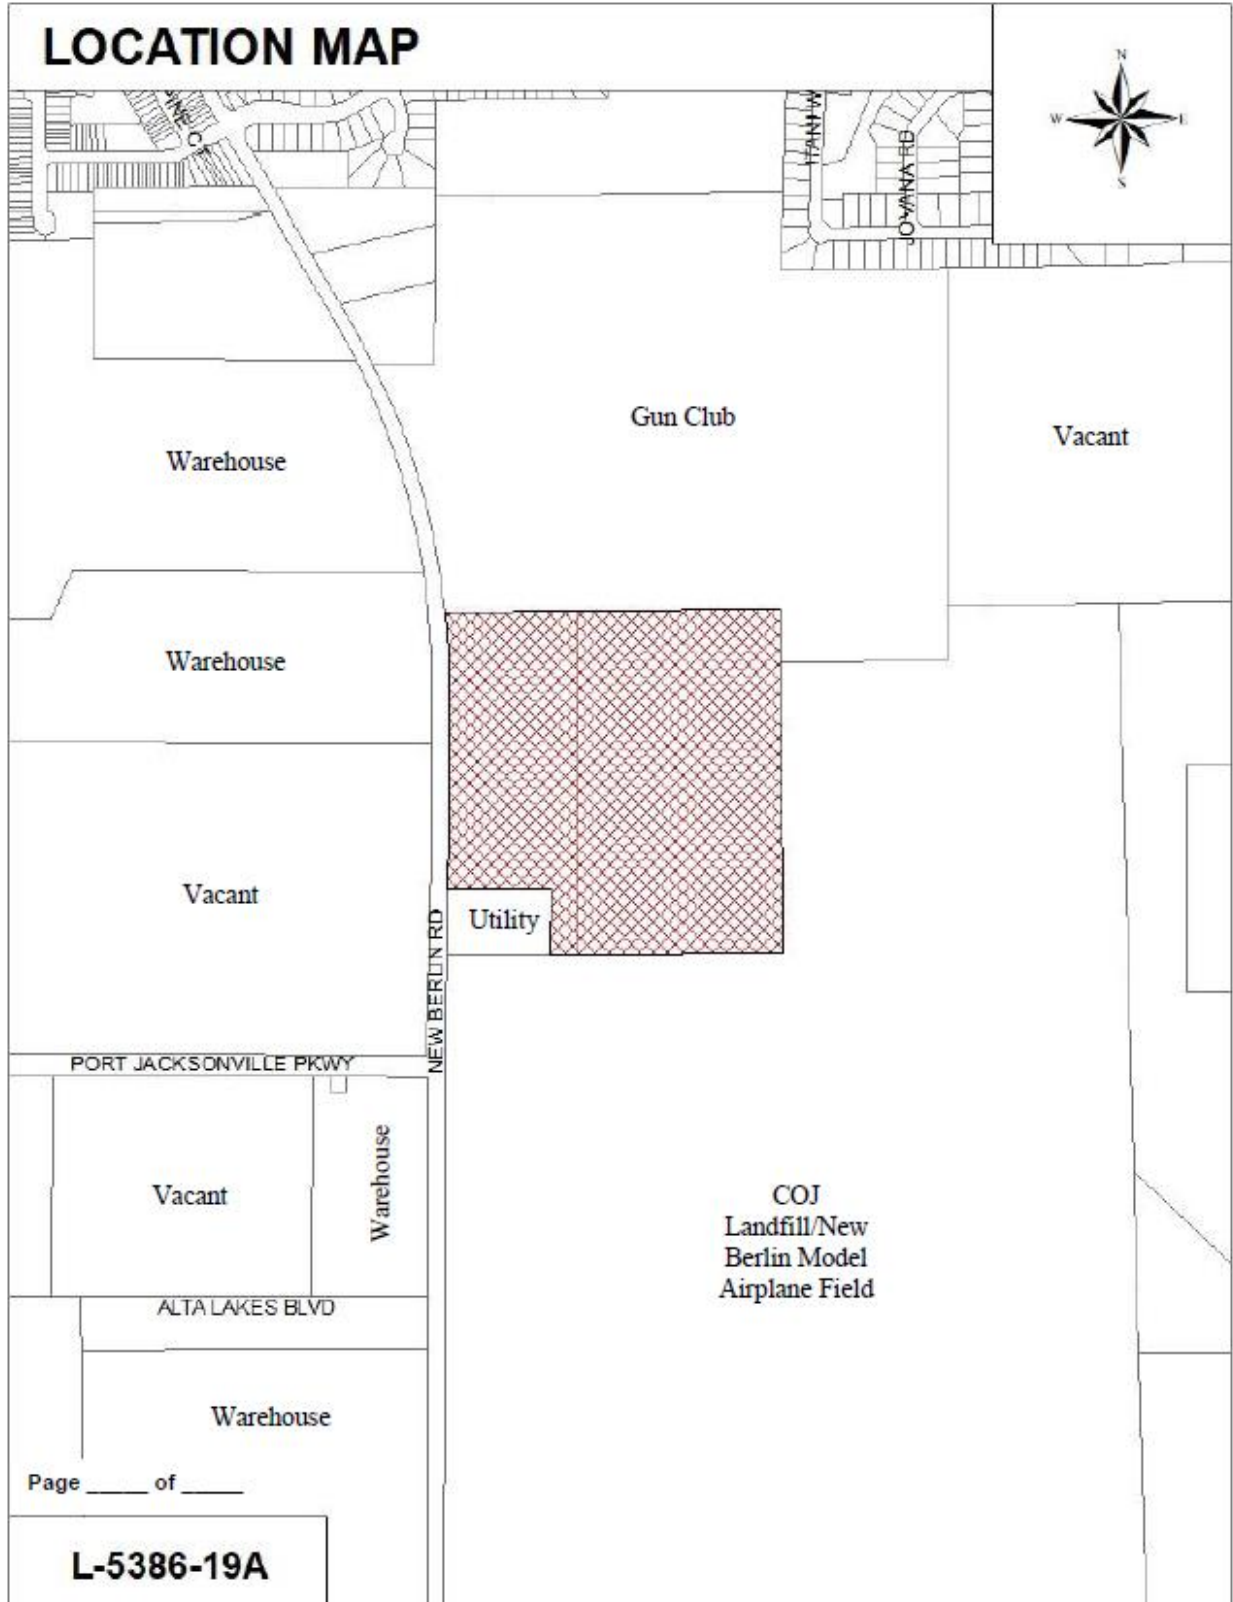 LOCATION MAP
N
W E
S
JOVANA RD
Gun Club
Vacant
Warehouse
Warehouse
Vacant
Utility
NEW BERLIN RD
PORT JACKSONVILLE PKWY
Vacant
Warehouse
COJ
Landfill/New
Berlin Model
Airplane Field
ALTA LAKES BLVD
Warehouse
Page _____ of _____
L-5386-19A